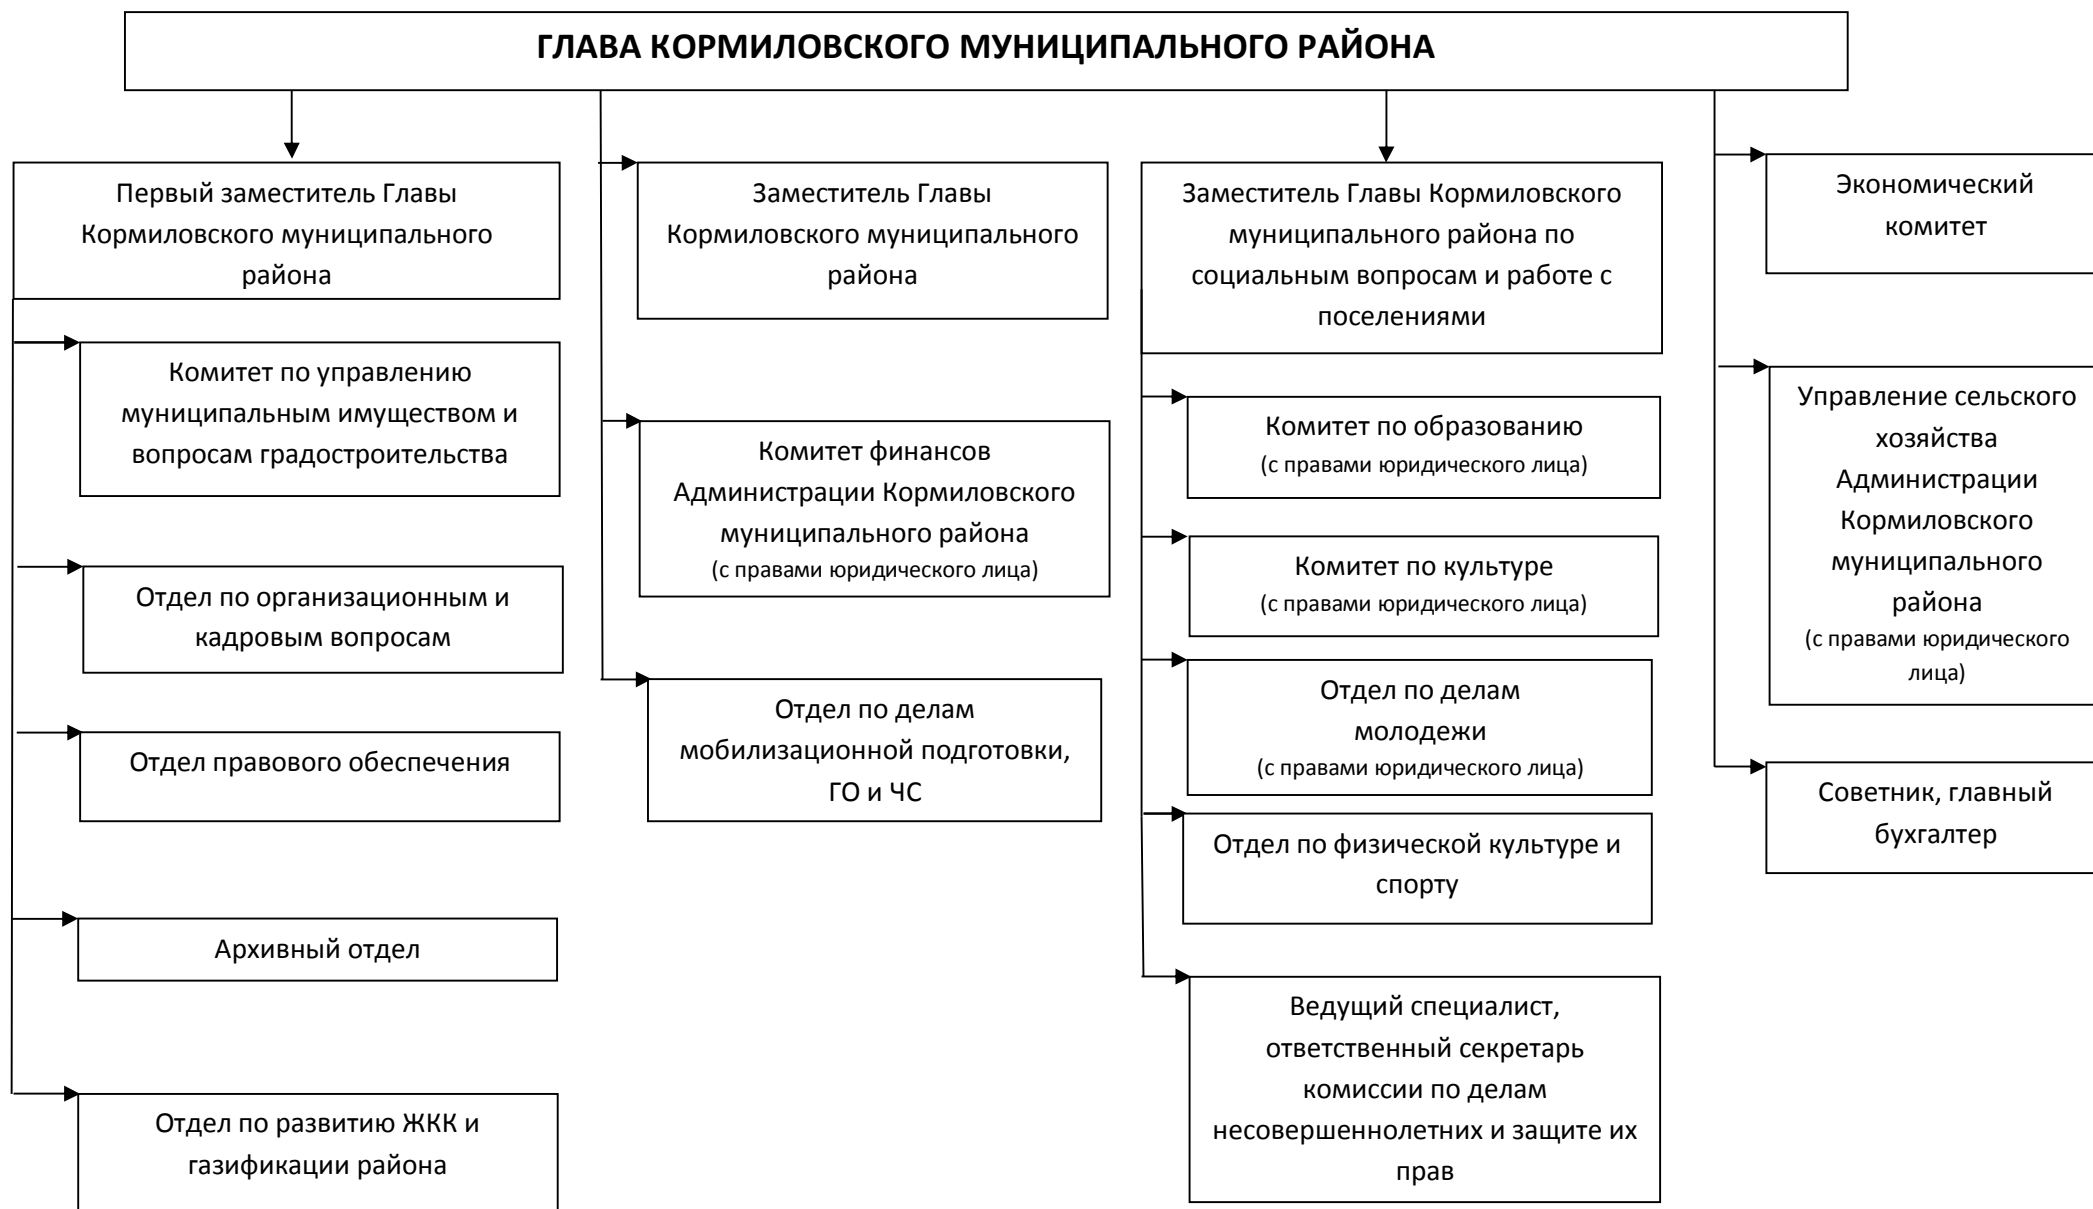 ГЛАВА КОРМИЛОВСКОГО МУНИЦИПАЛЬНОГО РАЙОНА
Первый заместитель Главы
Кормиловского муниципального
района
Комитет по управлению
муниципальным имуществом и
вопросам градостроительства
Отдел по организационным и
кадровым вопросам
Отдел правового обеспечения
Архивный отдел
Отдел по развитию ЖКК и
газификации района
Заместитель Главы
Кормиловского муниципального
района
Комитет финансов
Администрации Кормиловского
муниципального района
(с правами юридического лица)
Отдел по делам
мобилизационной подготовки,
ГО и ЧС
Заместитель Главы Кормиловского
муниципального района по
социальным вопросам и работе с
поселениями
Комитет по образованию
(с правами юридического лица)
Комитет по культуре
(с правами юридического лица)
Отдел по делам
молодежи
(с правами юридического лица)
Отдел по физической культуре и
спорту
Ведущий специалист,
ответственный секретарь
комиссии по делам
несовершеннолетних и защите их
прав
Экономический
комитет
Управление сельского
хозяйства
Администрации
Кормиловского
муниципального
района
(с правами юридического
лица)
Советник, главный
бухгалтер